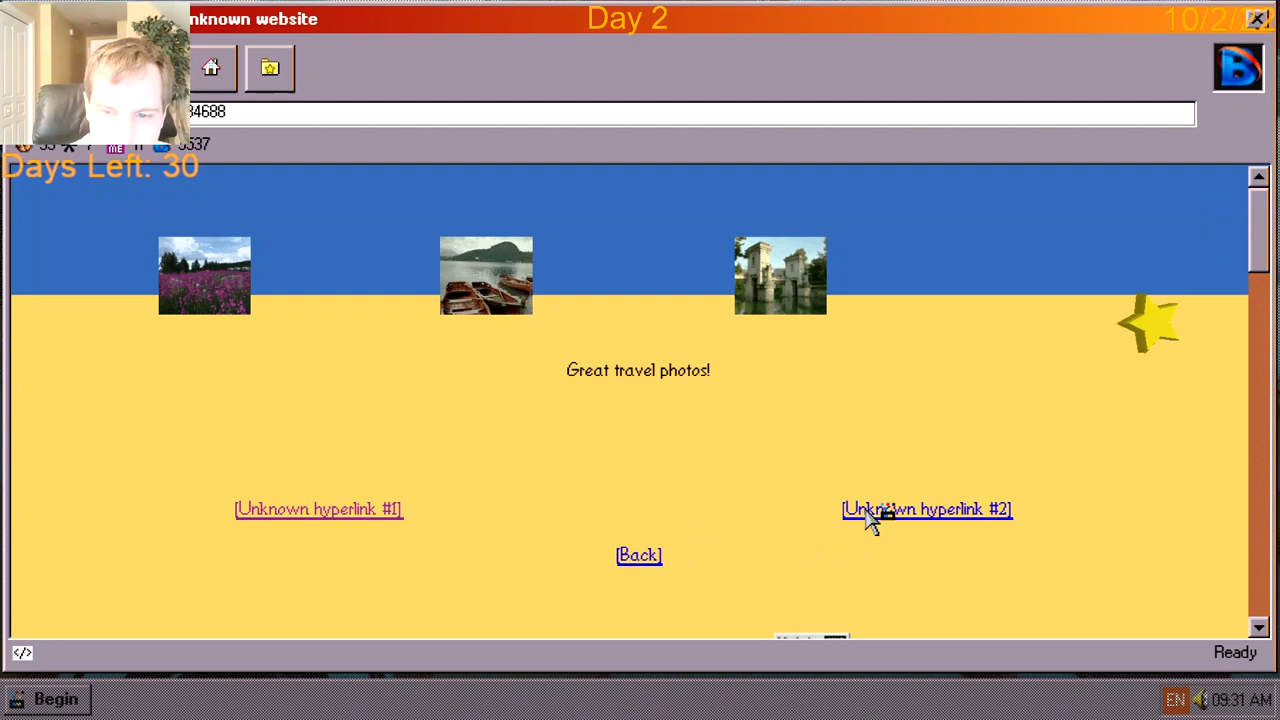 nknown website
Day 2
34688
Days Left: 30
Great travel photos!
[Unknown hyperlink #1]
[Unknown hyperlink #2]
[Back]
</>
Ready
Begin
EN
09:31 AM